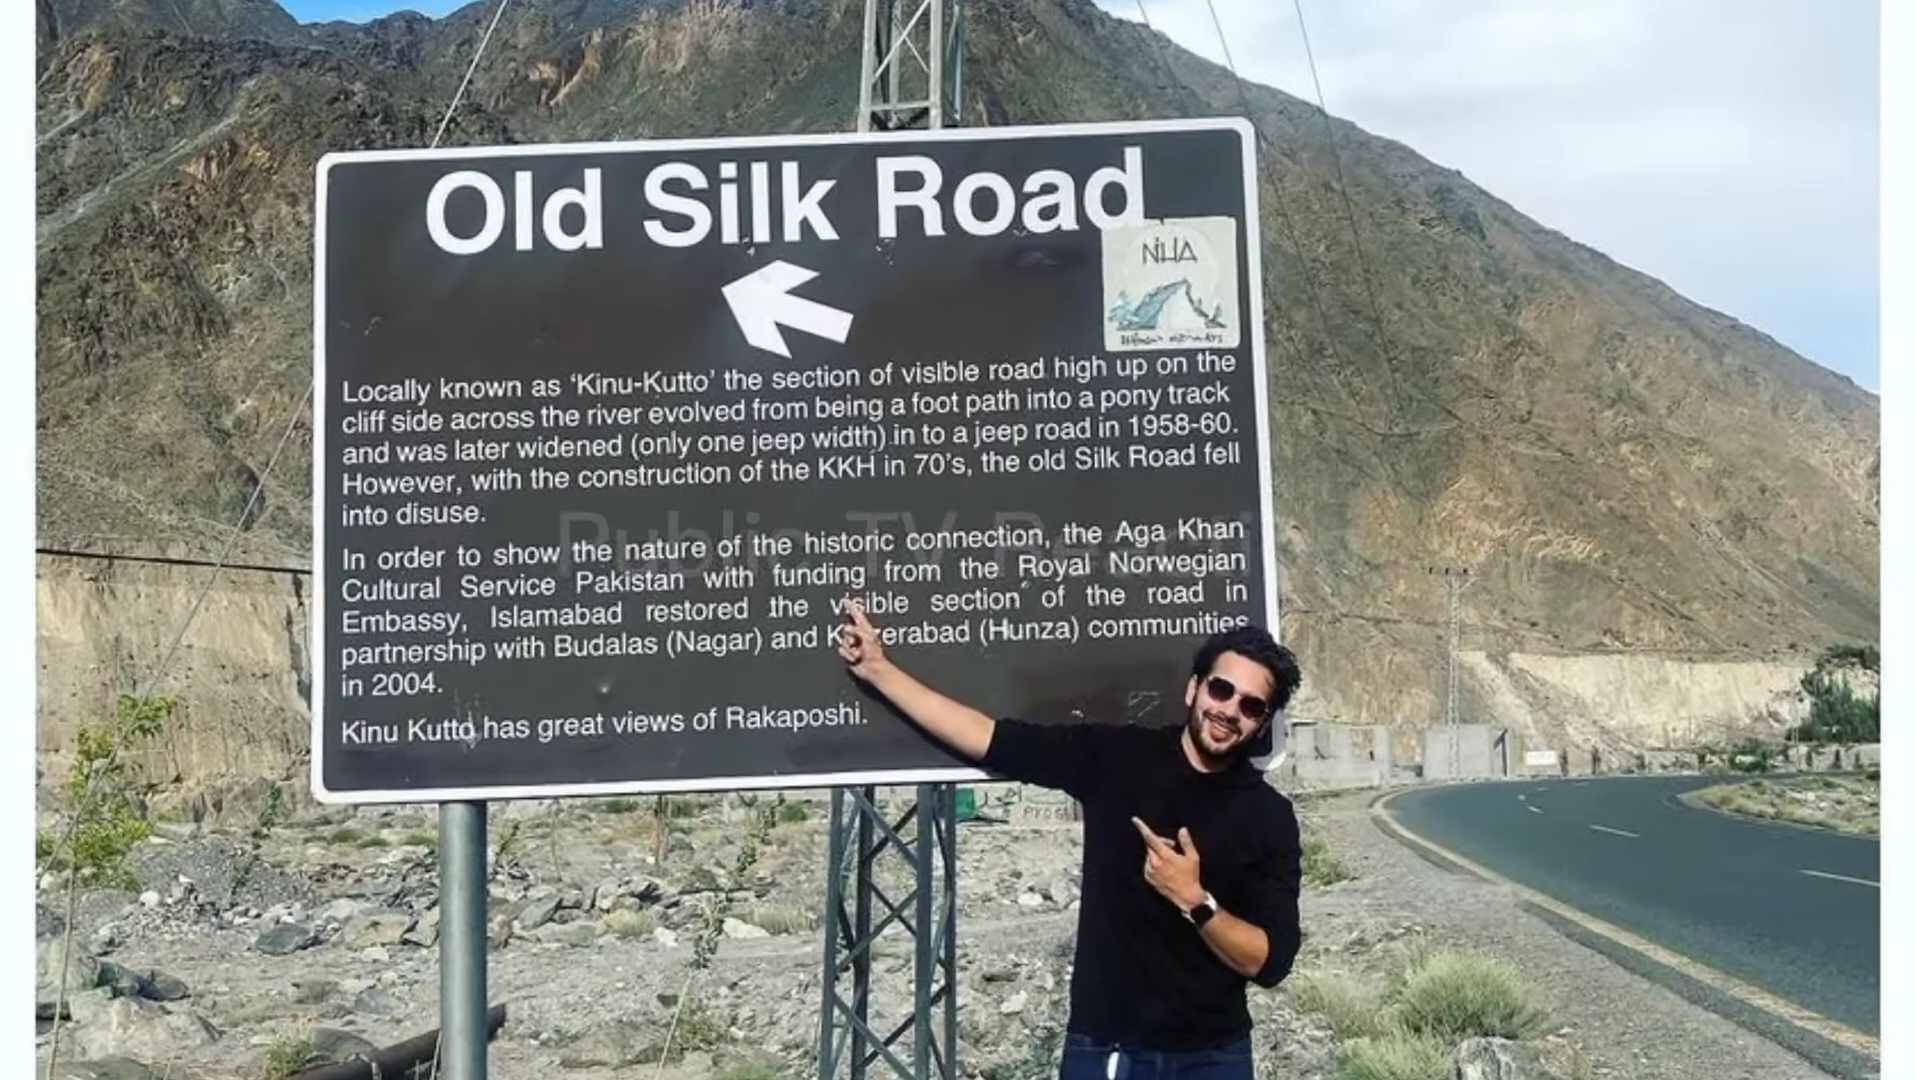 Old Silk Road
NHA
Locally known as ‘Kinu-Kutto’ the section of visible road high up on the
cliff side across the river evolved from being a foot path into a pony track
and was later widened (only one jeep width) in to a jeep road in 1958-60.
However, with the construction of the KKH in 70’s, the old Silk Road fell
into disuse.
In order to show the nature of the historic connection, the Aga Khan
Cultural Service Pakistan with funding from the Royal Norwegian
Embassy, Islamabad restored the visible section of the road in
partnership with Budalas (Nagar) and (Hunza) communities
in 2004.
Kinu Kutto has great views of Rakaposhi.
Public TV